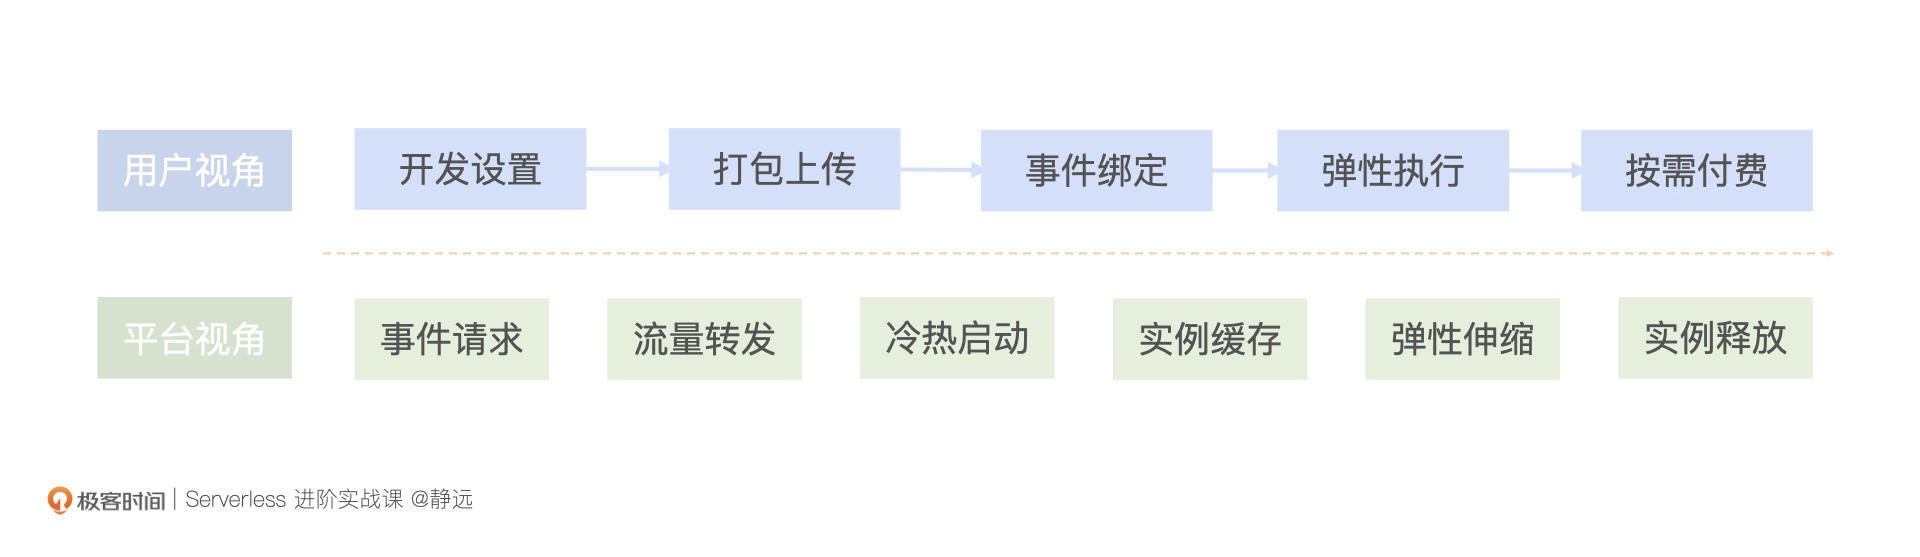 用户视角 开发设置 打包上传 事件绑定 弹性执行 按需付费
平台视角 事件请求 流量转发 冷热启动 实例缓存 弹性伸缩 实例释放
极客时间 | Serverless 进阶实战课 @静远